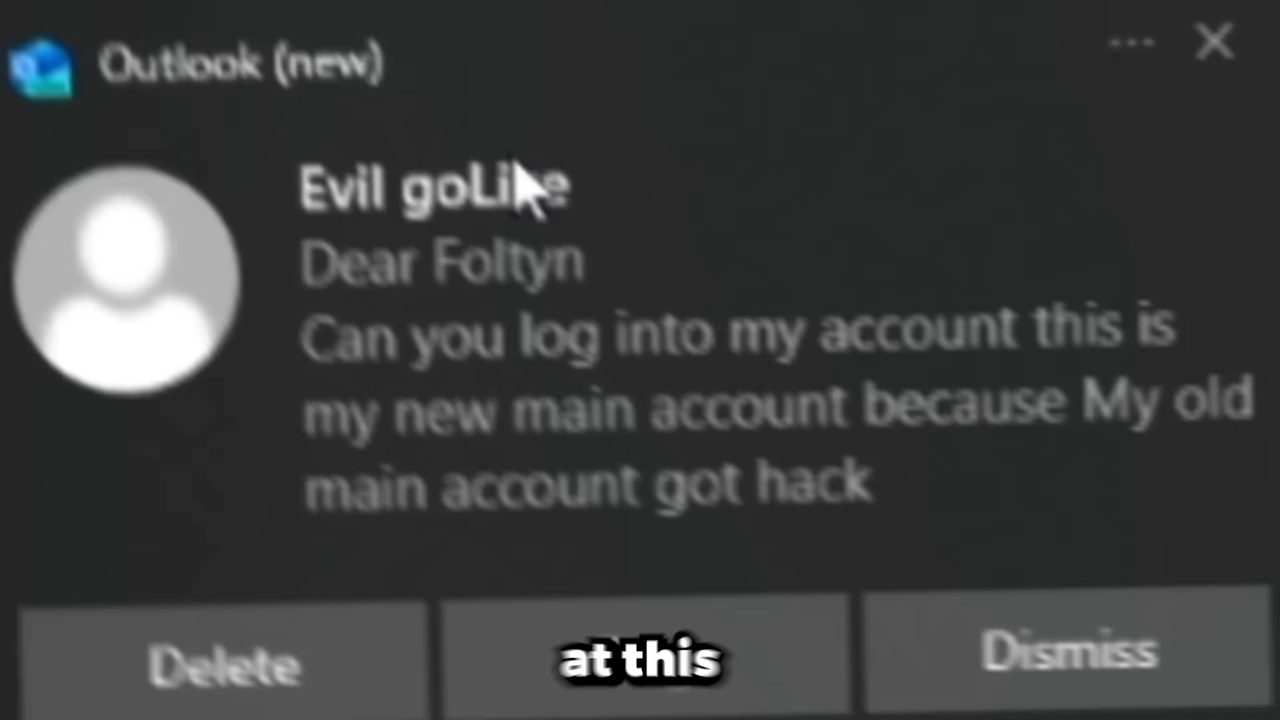 Outlook (new)
Dear Foltyn
Can you log into my account this is
my new main account because My old
main account got hack
Evil
Delete
at this
Dismiss